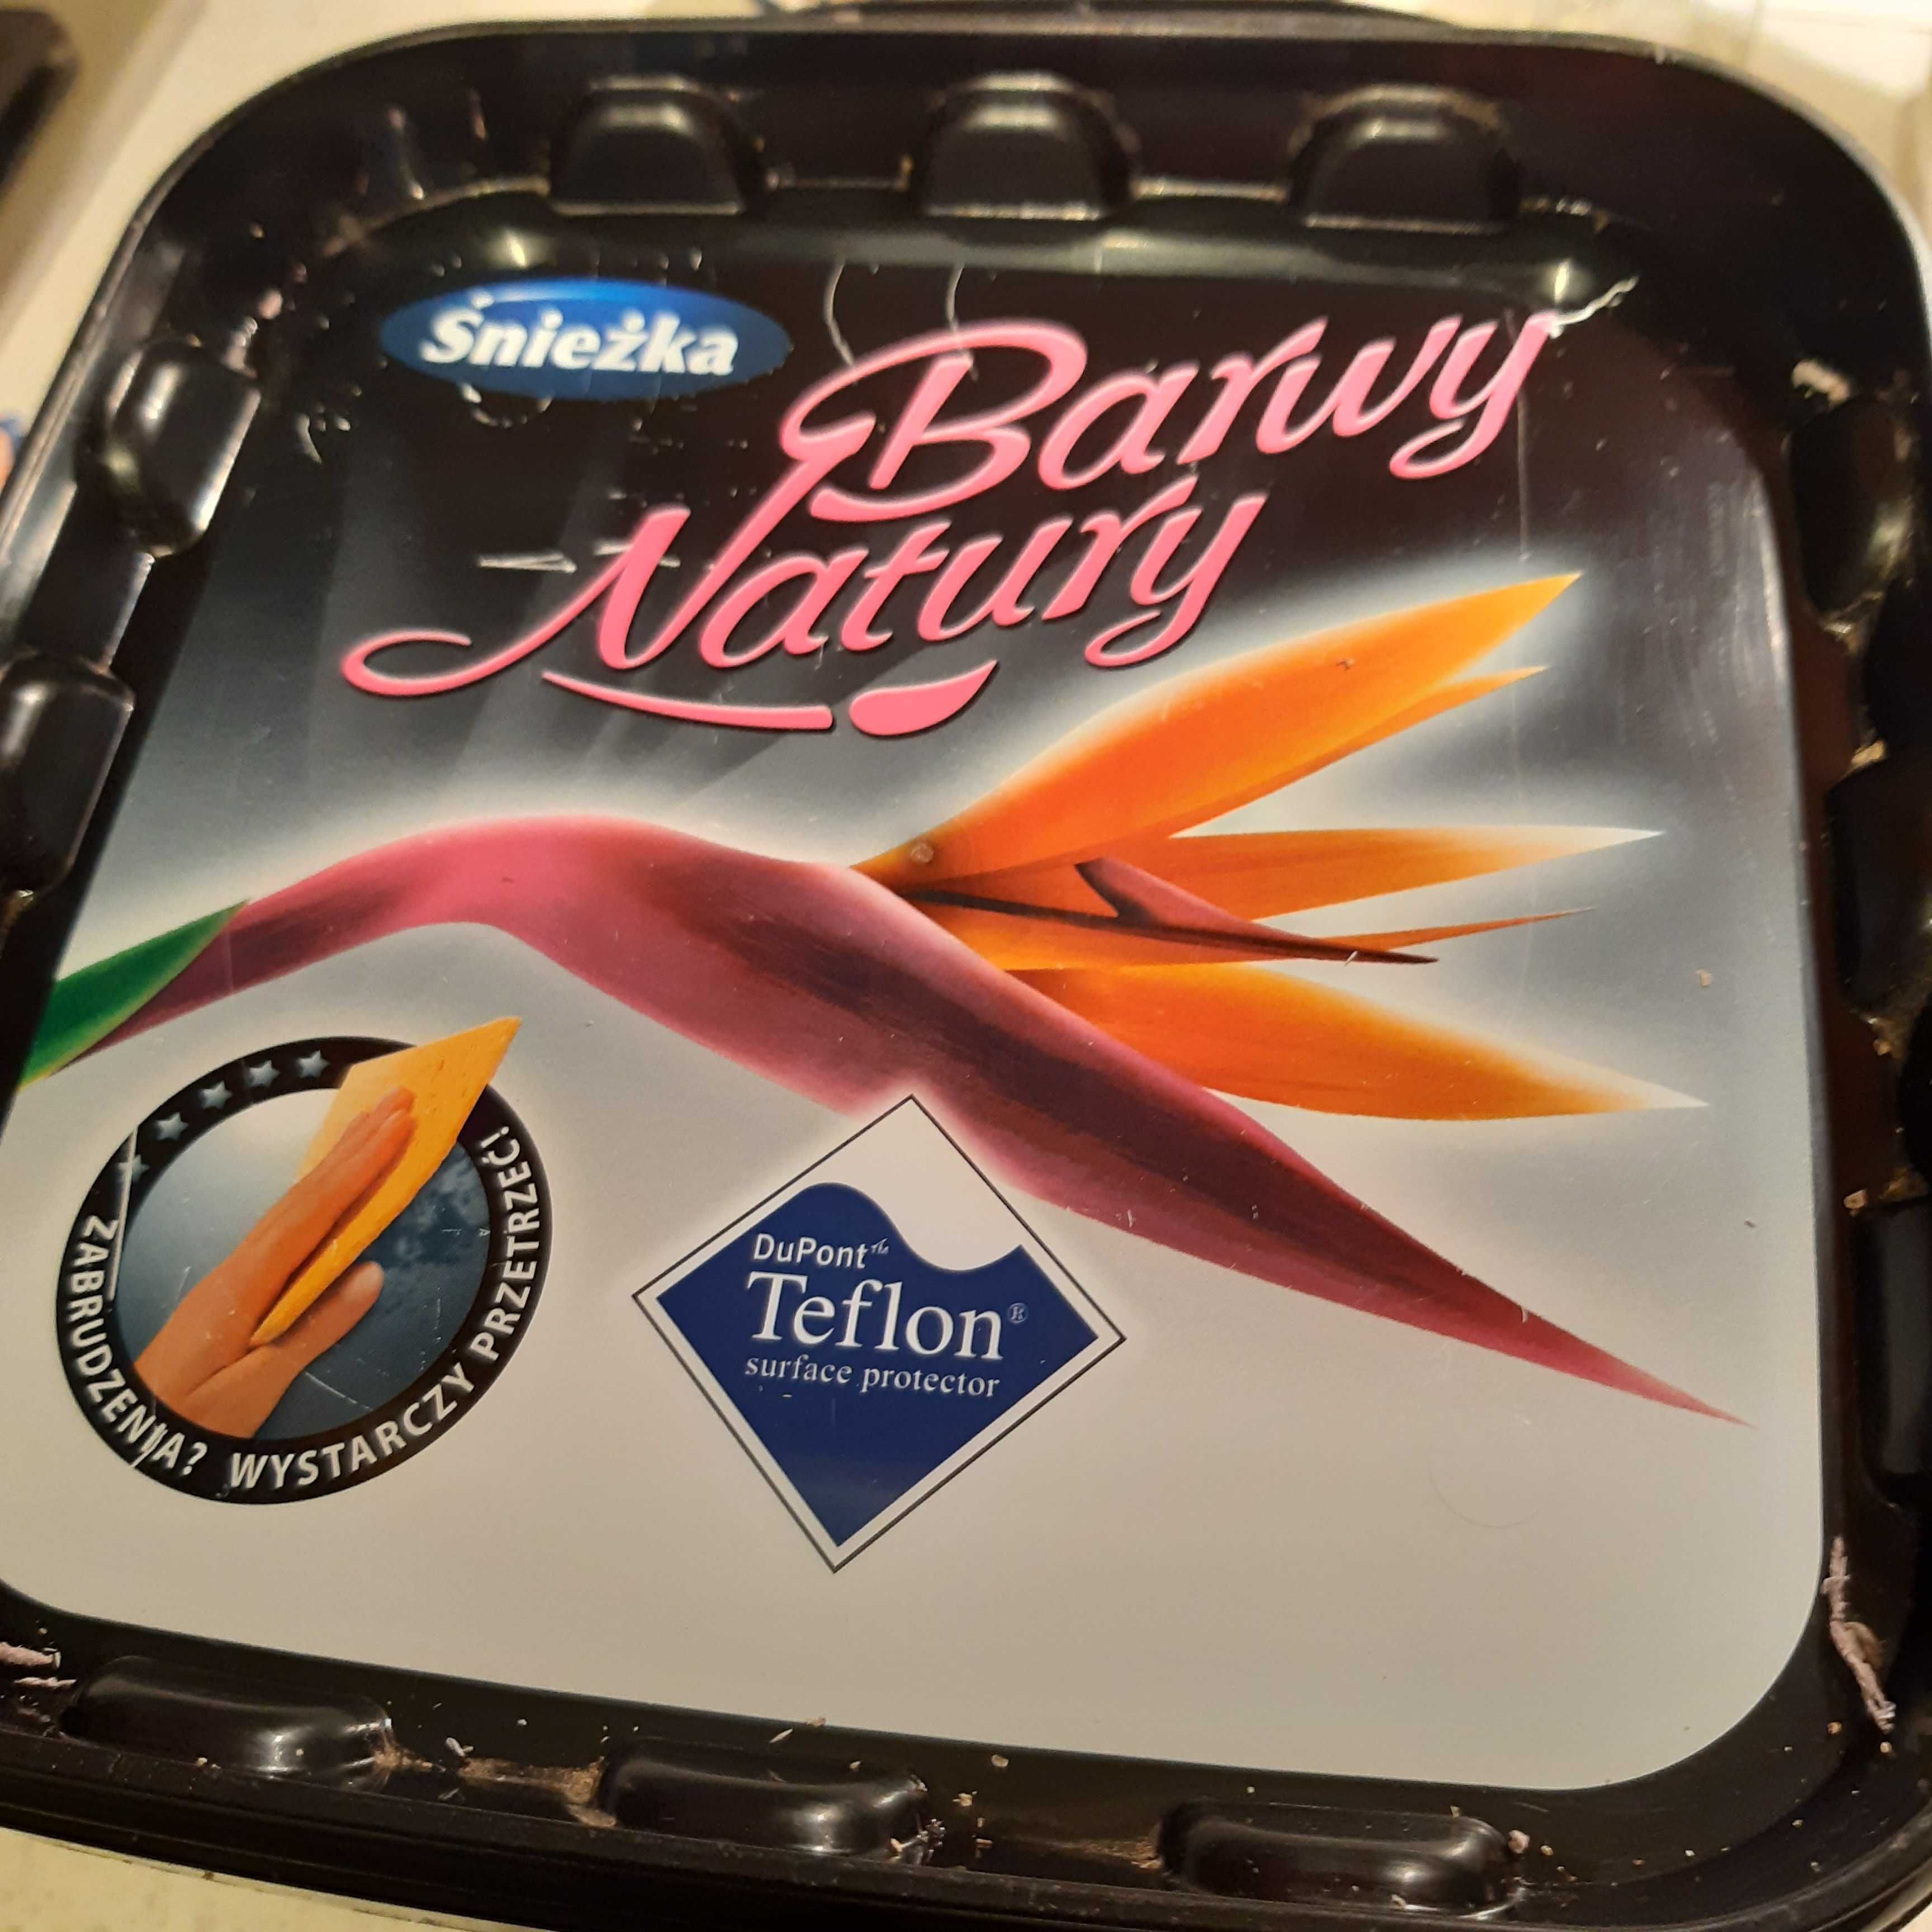 Śnieżka
Barwy
Natury
ZABRUDZENIA? WYSTARCZY PRZETRZEĆ!
DuPont™
Teflon®
surface protector